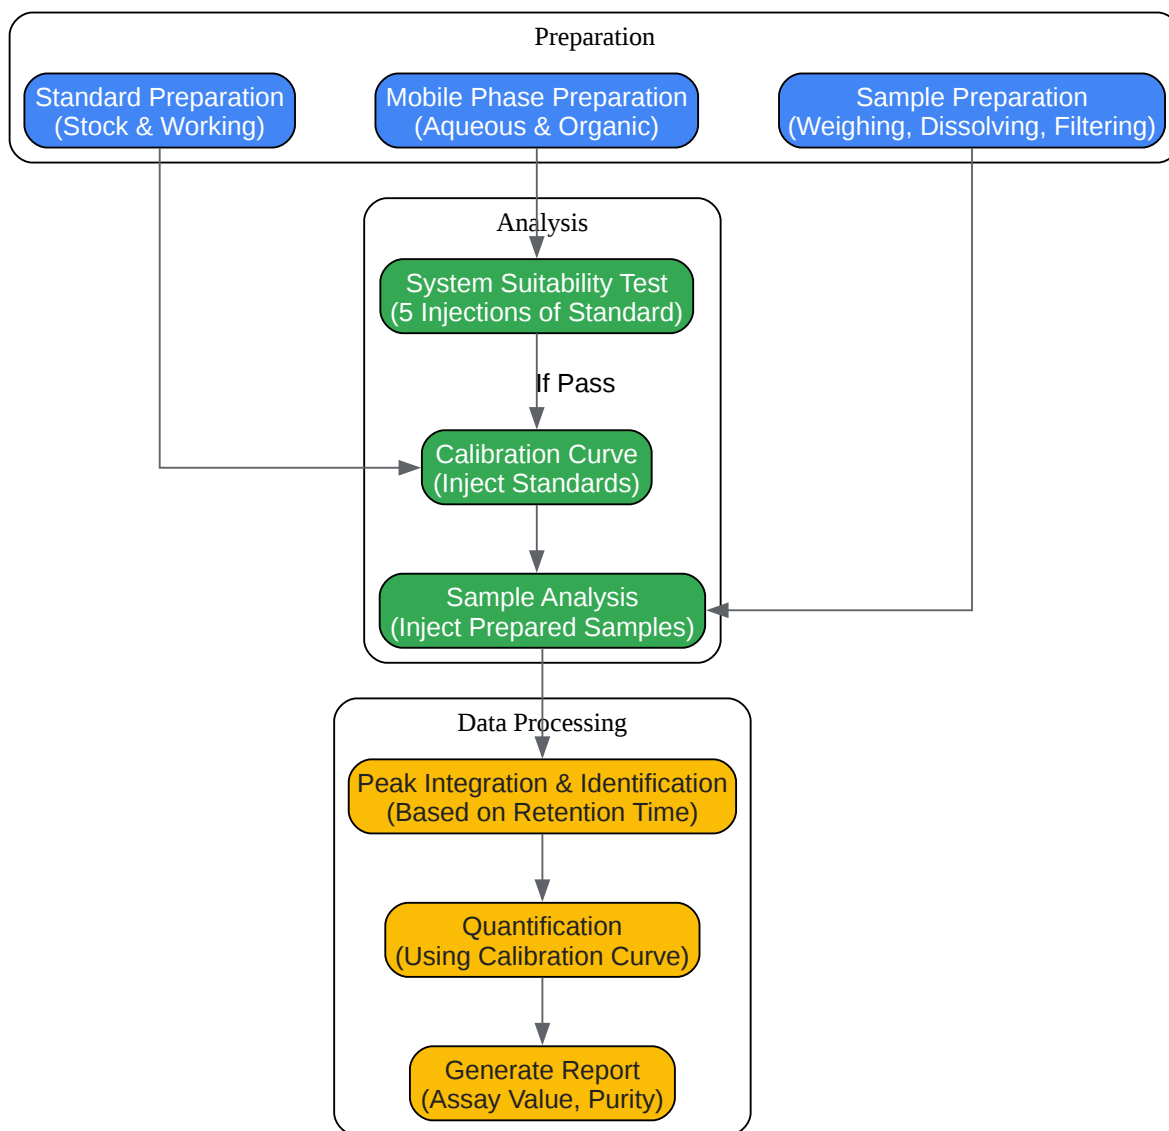 Preparation
Standard Preparation
(Stock & Working)
Mobile Phase Preparation
(Aqueous & Organic)
Sample Preparation
(Weighing, Dissolving, Filtering)
Analysis
System Suitability Test
(5 Injections of Standard)
If Pass
Calibration Curve
(Inject Standards)
Sample Analysis
(Inject Prepared Samples)
Data Processing
Peak Integration & Identification
(Based on Retention Time)
Quantification
(Using Calibration Curve)
Generate Report
(Assay Value, Purity)